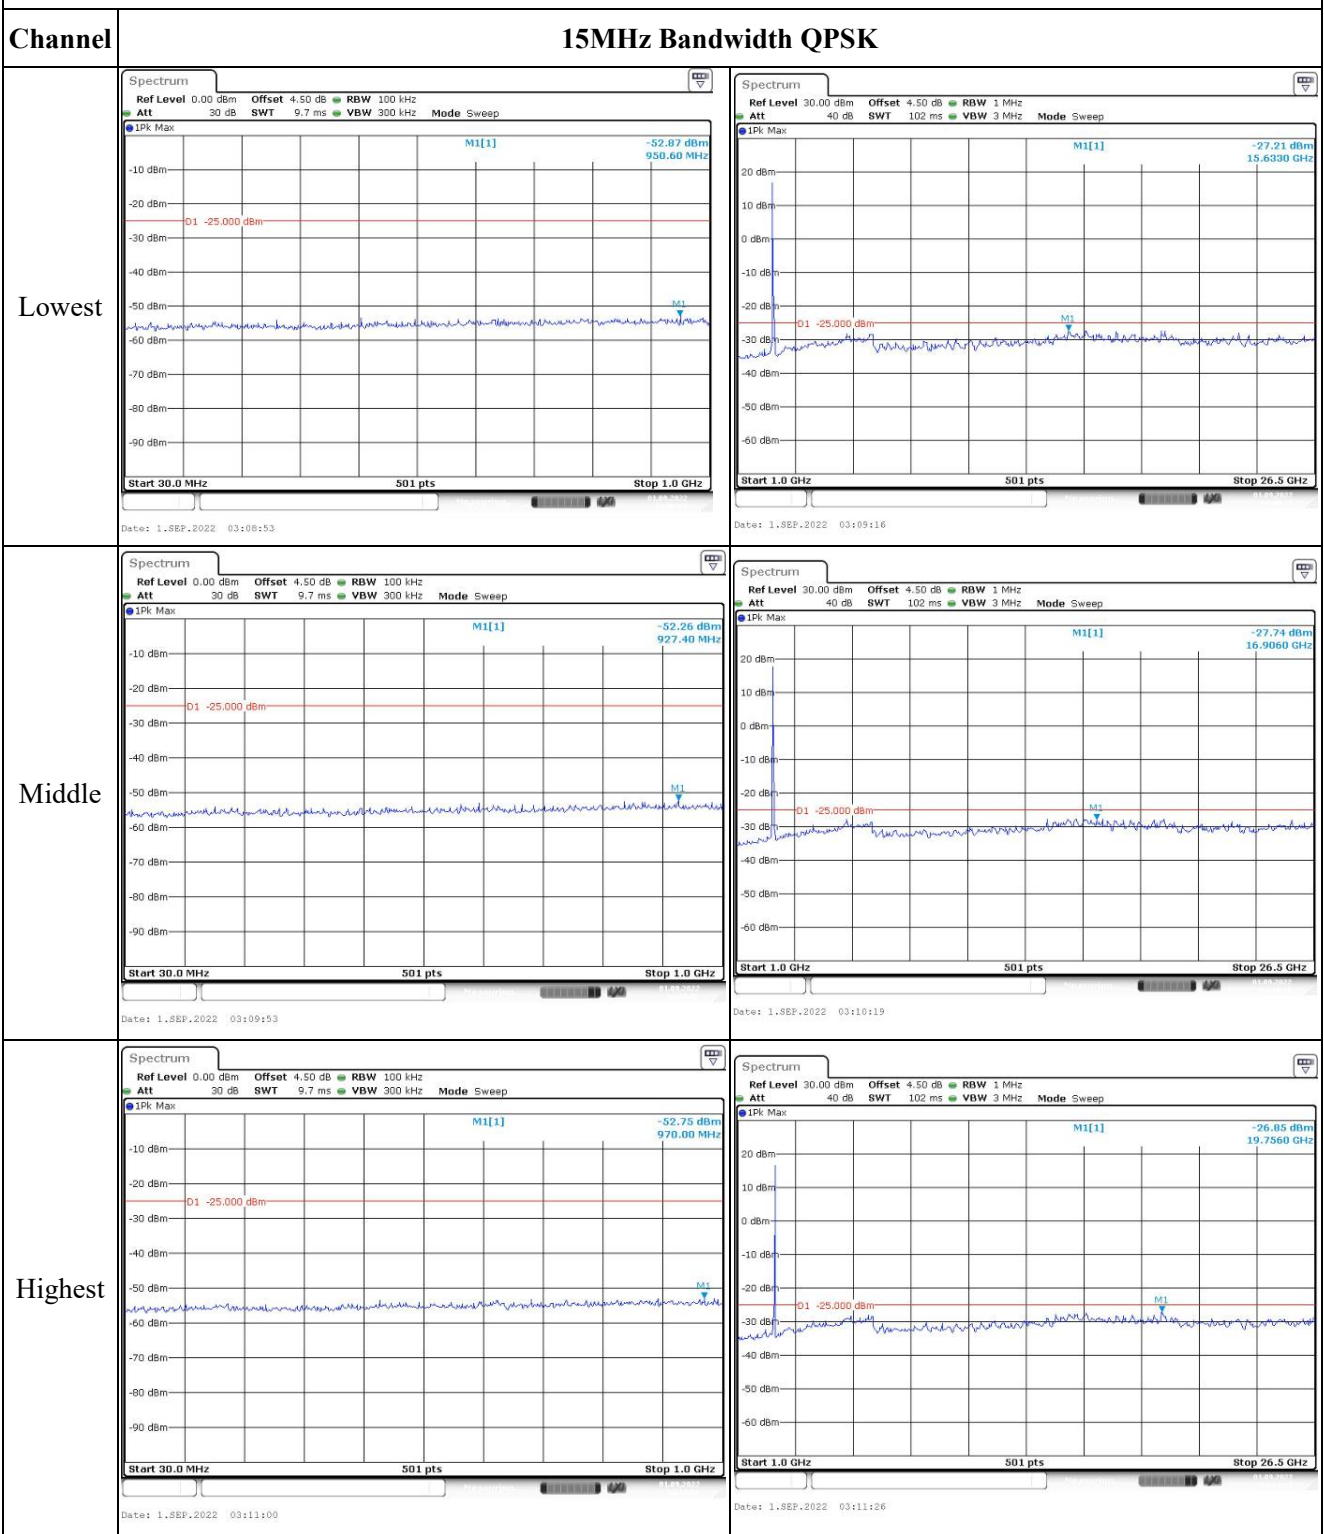 Channel 15MHz Bandwidth QPSK
Lowest
Spectrum
Ref Level 0.00 dBm Offset 4.50 dB RBW 100 kHz
Att 30 dB SWT 9.7 ms VBW 300 kHz Mode Sweep
1Pk Max
M1[1] -52.87 dBm
950.60 MHz
-10 dBm
-20 dBm
D1 -25.000 dBm
-30 dBm
-40 dBm
-50 dBm
M1
-60 dBm
-70 dBm
-80 dBm
-90 dBm
Start 30.0 MHz 501 pts Stop 1.0 GHz
Date: 1.SEP.2022 03:08:53
Spectrum
Ref Level 30.00 dBm Offset 4.50 dB RBW 1 MHz
Att 40 dB SWT 102 ms VBW 3 MHz Mode Sweep
1Pk Max
M1[1] -27.21 dBm
15.6330 GHz
20 dBm
10 dBm
0 dBm
-10 dBm
-20 dBm
D1 -25.000 dBm
M1
-30 dBm
-40 dBm
-50 dBm
-60 dBm
Start 1.0 GHz 501 pts Stop 26.5 GHz
Date: 1.SEP.2022 03:09:16
Middle
Spectrum
Ref Level 0.00 dBm Offset 4.50 dB RBW 100 kHz
Att 30 dB SWT 9.7 ms VBW 300 kHz Mode Sweep
1Pk Max
M1[1] -52.26 dBm
927.40 MHz
-10 dBm
-20 dBm
D1 -25.000 dBm
-30 dBm
-40 dBm
-50 dBm
M1
-60 dBm
-70 dBm
-80 dBm
-90 dBm
Start 30.0 MHz 501 pts Stop 1.0 GHz
Date: 1.SEP.2022 03:09:53
Spectrum
Ref Level 30.00 dBm Offset 4.50 dB RBW 1 MHz
Att 40 dB SWT 102 ms VBW 3 MHz Mode Sweep
1Pk Max
M1[1] -27.74 dBm
16.9060 GHz
20 dBm
10 dBm
0 dBm
-10 dBm
-20 dBm
D1 -25.000 dBm
M1
-30 dBm
-40 dBm
-50 dBm
-60 dBm
Start 1.0 GHz 501 pts Stop 26.5 GHz
Date: 1.SEP.2022 03:10:19
Highest
Spectrum
Ref Level 0.00 dBm Offset 4.50 dB RBW 100 kHz
Att 30 dB SWT 9.7 ms VBW 300 kHz Mode Sweep
1Pk Max
M1[1] -52.75 dBm
970.00 MHz
-10 dBm
-20 dBm
D1 -25.000 dBm
-30 dBm
-40 dBm
-50 dBm
M1
-60 dBm
-70 dBm
-80 dBm
-90 dBm
Start 30.0 MHz 501 pts Stop 1.0 GHz
Date: 1.SEP.2022 03:11:00
Spectrum
Ref Level 30.00 dBm Offset 4.50 dB RBW 1 MHz
Att 40 dB SWT 102 ms VBW 3 MHz Mode Sweep
1Pk Max
M1[1] -26.85 dBm
19.7560 GHz
20 dBm
10 dBm
0 dBm
-10 dBm
-20 dBm
D1 -25.000 dBm
M1
-30 dBm
-40 dBm
-50 dBm
-60 dBm
Start 1.0 GHz 501 pts Stop 26.5 GHz
Date: 1.SEP.2022 03:11:26